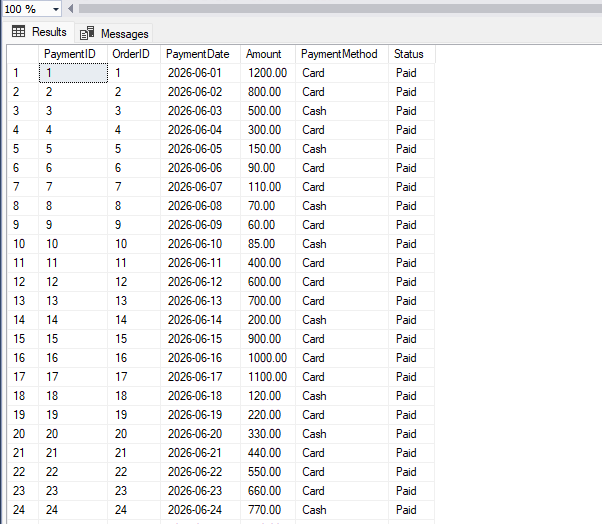 100 %
Results Messages
PaymentID OrderID PaymentDate Amount PaymentMethod Status
1 1 1 2026-06-01 1200.00 Card Paid
2 2 2 2026-06-02 800.00 Card Paid
3 3 3 2026-06-03 500.00 Cash Paid
4 4 4 2026-06-04 300.00 Card Paid
5 5 5 2026-06-05 150.00 Cash Paid
6 6 6 2026-06-06 90.00 Card Paid
7 7 7 2026-06-07 110.00 Card Paid
8 8 8 2026-06-08 70.00 Cash Paid
9 9 9 2026-06-09 60.00 Card Paid
10 10 10 2026-06-10 85.00 Cash Paid
11 11 11 2026-06-11 400.00 Card Paid
12 12 12 2026-06-12 600.00 Card Paid
13 13 13 2026-06-13 700.00 Card Paid
14 14 14 2026-06-14 200.00 Cash Paid
15 15 15 2026-06-15 900.00 Card Paid
16 16 16 2026-06-16 1000.00 Card Paid
17 17 17 2026-06-17 1100.00 Card Paid
18 18 18 2026-06-18 120.00 Cash Paid
19 19 19 2026-06-19 220.00 Card Paid
20 20 20 2026-06-20 330.00 Cash Paid
21 21 21 2026-06-21 440.00 Card Paid
22 22 22 2026-06-22 550.00 Card Paid
23 23 23 2026-06-23 660.00 Card Paid
24 24 24 2026-06-24 770.00 Cash Paid